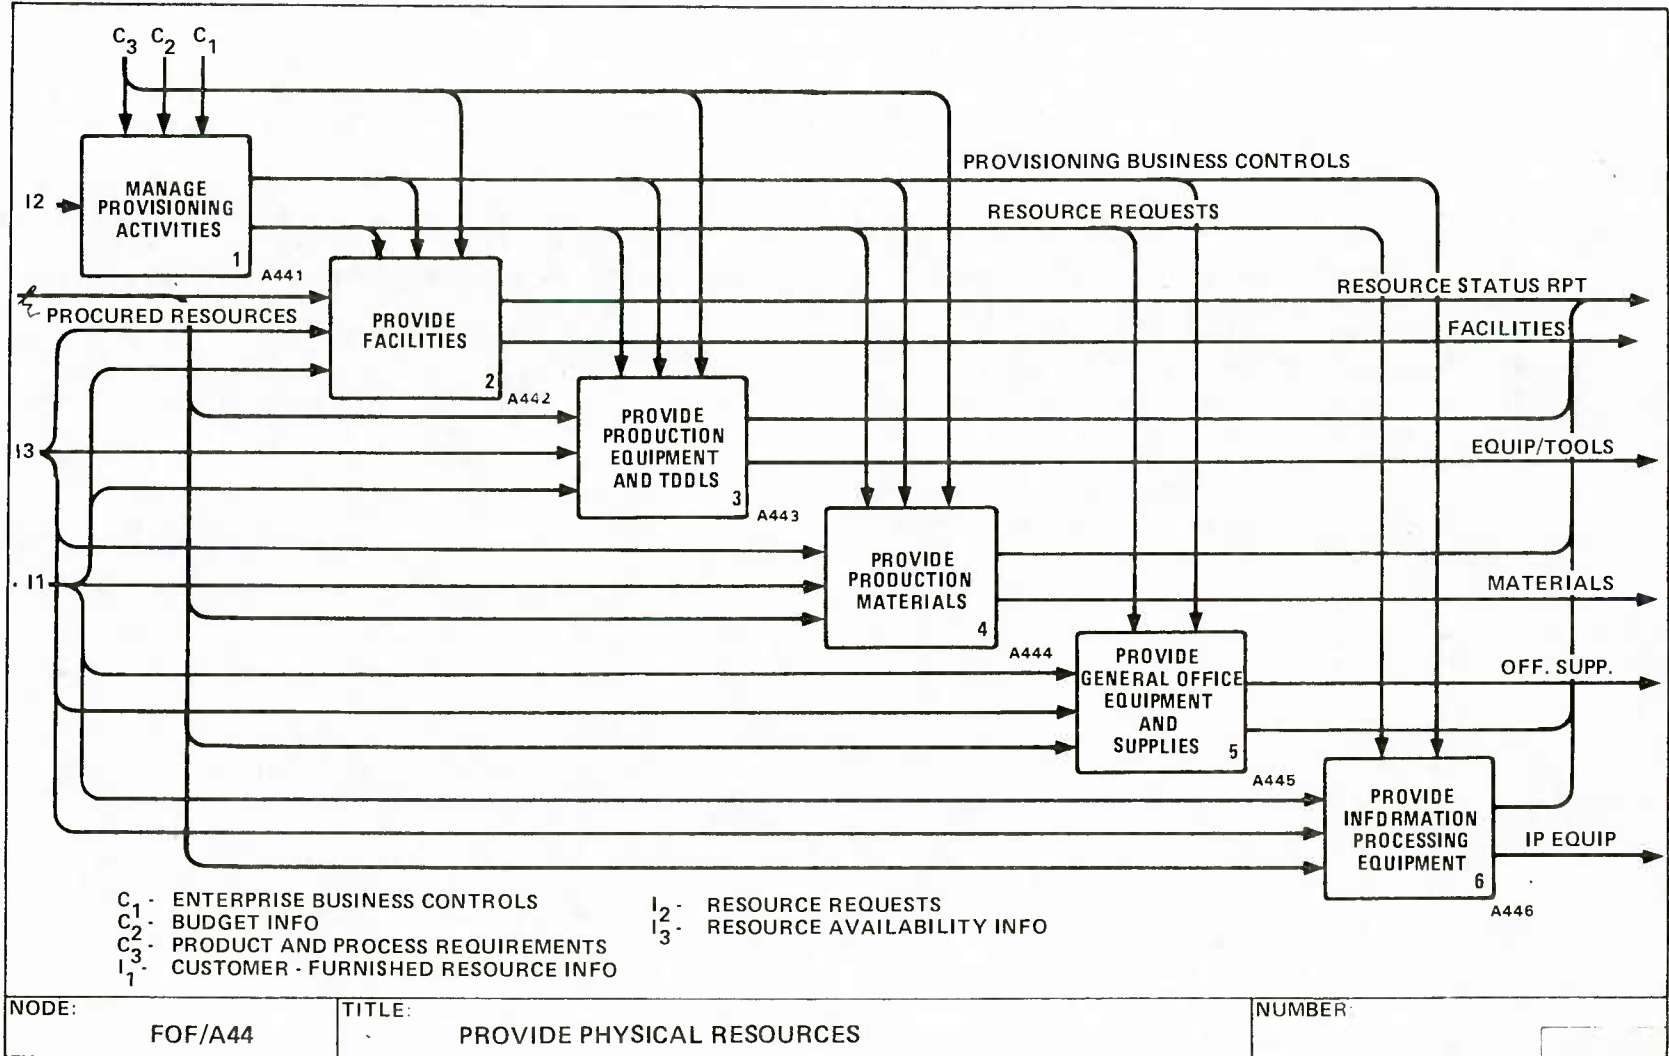 C3 C2 C1
MANAGE
PROVISIONING
ACTIVITIES
1
I2
A441
PROVISIONING BUSINESS CONTROLS
RESOURCE REQUESTS
RESOURCE STATUS RPT
PROCURED RESOURCES
PROVIDE
FACILITIES
2
A442
FACILITIES
I3
PROVIDE
PRODUCTION
EQUIPMENT
AND TDDLS
3
A443
EQUIP/TOOLS
I1
PROVIDE
PRODUCTION
MATERIALS
4
A444
MATERIALS
PROVIDE
GENERAL OFFICE
EQUIPMENT
AND
SUPPLIES
5
A445
OFF. SUPP.
PROVIDE
INFDRMATION
PROCESSING
EQUIPMENT
6
A446
IP EQUIP
C1 - ENTERPRISE BUSINESS CONTROLS
C2 - BUDGET INFO
C3 - PRODUCT AND PROCESS REQUIREMENTS
I1 - CUSTOMER - FURNISHED RESOURCE INFO
I2 - RESOURCE REQUESTS
I3 - RESOURCE AVAILABILITY INFO
NODE:
FOF/A44
TITLE:
PROVIDE PHYSICAL RESOURCES
NUMBER